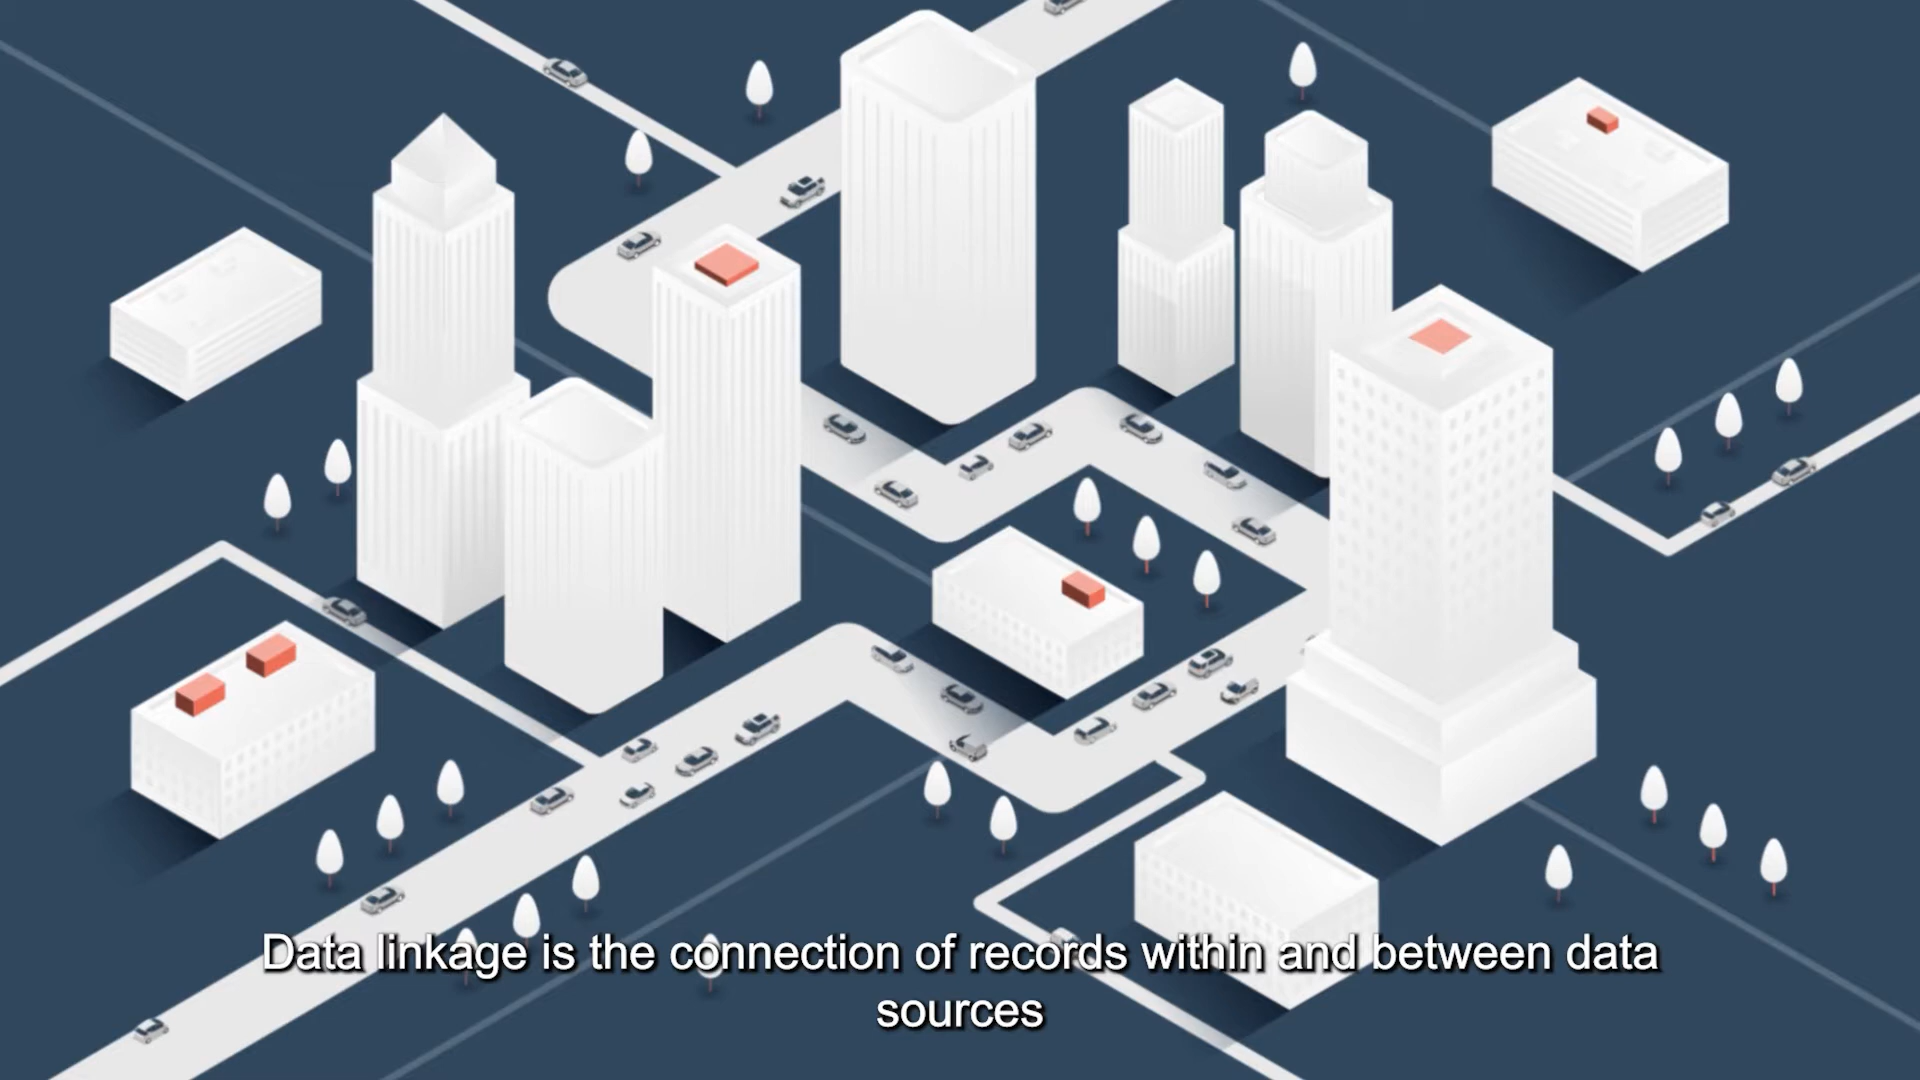 Data linkage is the connection of records within and between data
sources